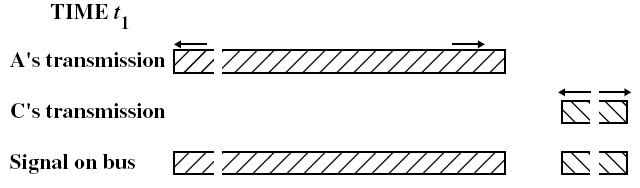 TIME t1
A's transmission
C's transmission
Signal on bus